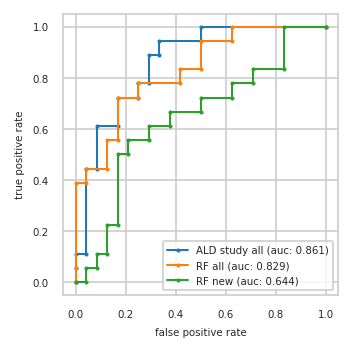 1.0
0.8
0.6
0.4
0.2
0.0
true positive rate
ALD study all (auc: 0.861)
RF all (auc: 0.829)
RF new (auc: 0.644)
0.0 0.2 0.4 0.6 0.8 1.0
false positive rate